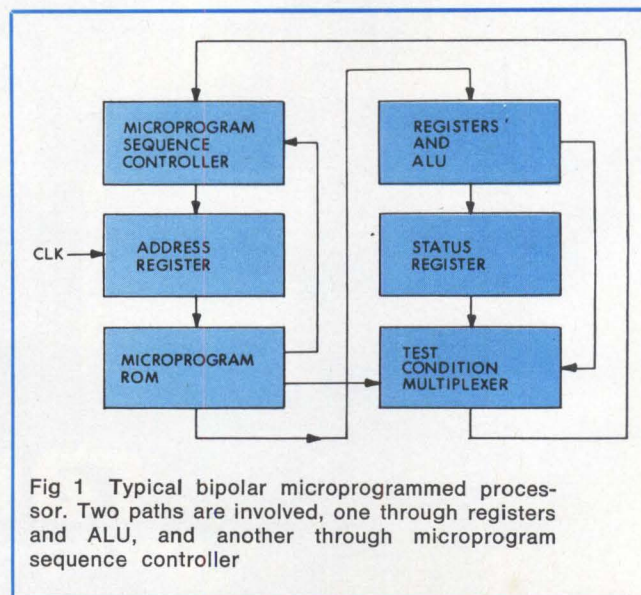 MICROPROGRAM
SEQUENCE
CONTROLLER
REGISTERS
AND
ALU
CLK
ADDRESS
REGISTER
STATUS
REGISTER
MICROPROGRAM
ROM
TEST
CONDITION
MULTIPLEXER
Fig 1 Typical bipolar microprogrammed proces-
sor. Two paths are involved, one through registers
and ALU, and another through microprogram
sequence controller